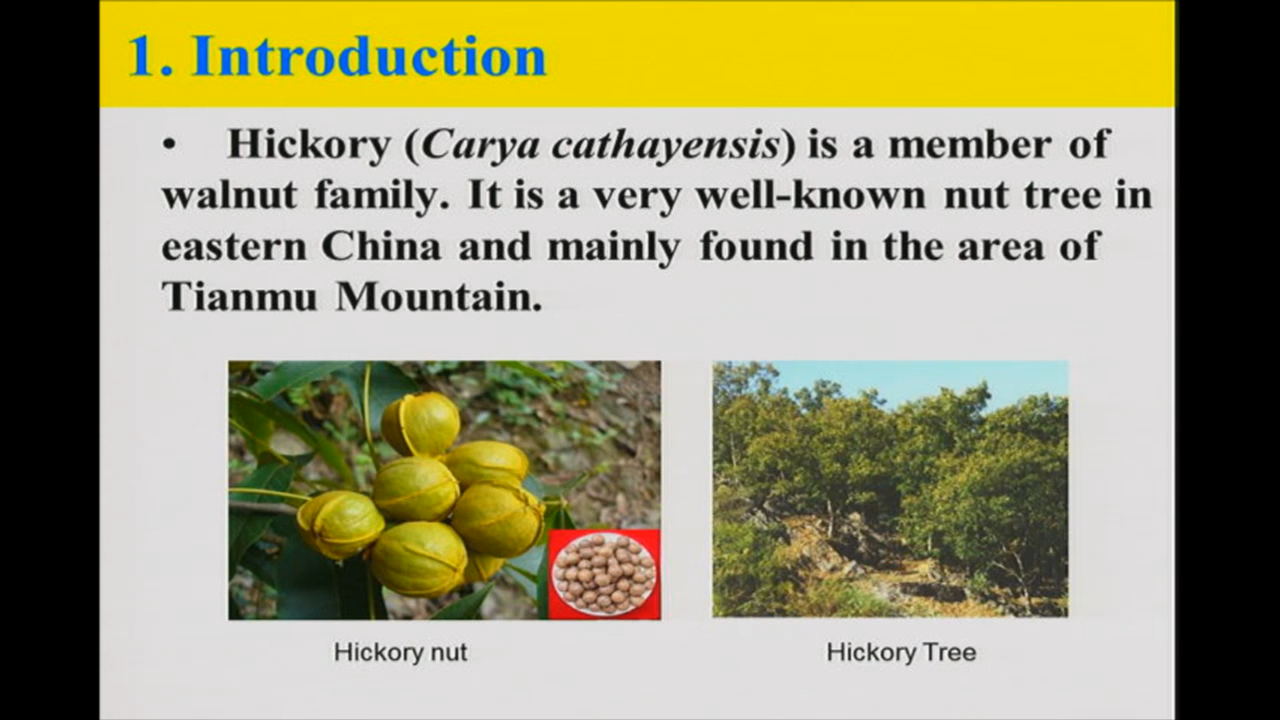 1. Introduction
• Hickory (Carya cathayensis) is a member of
walnut family. It is a very well-known nut tree in
eastern China and mainly found in the area of
Tianmu Mountain.
Hickory nut
Hickory Tree